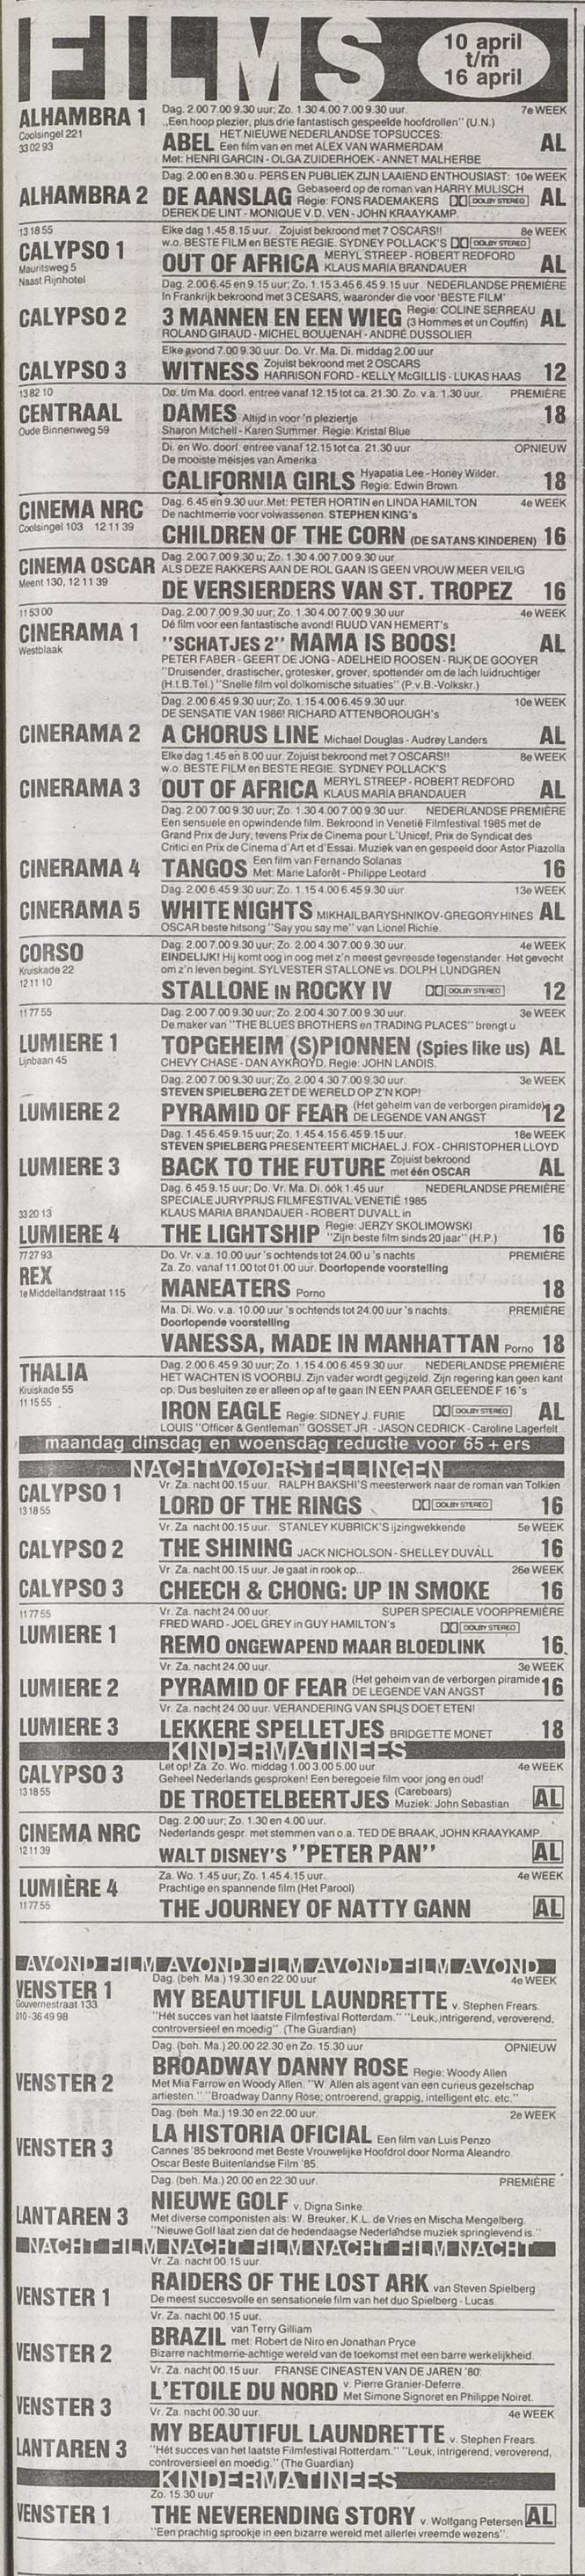 FILMS
10 april
t/m
16 april
ALHAMBRA 1
Coolsingel 221
33 02 93
Dag. 2.00 7.00 9.30 uur; Zo. 1.30 4.00 7.00 9.30 uur. 7e WEEK
„Een hoop plezier, plus drie fantastisch gespeelde hoofdrollen" (U.N.)
ABEL HET NIEUWE NEDERLANDSE TOPSUCCES: Een film van en met ALEX VAN WARMERDAM AL
Met: HENRI GARCIN - OLGA ZUIDERHOEK - ANNET MALHERBE
ALHAMBRA 2
Dag. 2.00 en 8.30 u. PERS EN PUBLIEK ZIJN LAAIEND ENTHOUSIAST: 10e WEEK
DE AANSLAG Gebaseerd op de roman van HARRY MULISCH Regie: FONS RADEMAKERS DOLBY STEREO AL
DEREK DE LINT - MONIQUE V.D. VEN - JOHN KRAAYKAMP
13 18 55
CALYPSO 1
Mauritsweg 5
Naast Rijnhotel
Elke dag 1.45 8.15 uur. Zojuist bekroond met 7 OSCARS!! 8e WEEK
w.o. BESTE FILM en BESTE REGIE. SYDNEY POLLACK'S DOLBY STEREO
OUT OF AFRICA MERYL STREEP - ROBERT REDFORD KLAUS MARIA BRANDAUER AL
CALYPSO 2
Dag. 2.00 6.45 en 9.15 uur; Zo. 1.15 3.45 6.45 9.15 uur NEDERLANDSE PREMIÈRE
In Frankrijk bekroond met 3 CESARS, waaronder die voor 'BESTE FILM'
3 MANNEN EN EEN WIEG Regie: COLINE SERREAU (3 Hommes et un Couffin) AL
ROLAND GIRAUD - MICHEL BOUJENAH - ANDRÉ DUSSOLIER
CALYPSO 3
Elke avond 7.00 9.30 uur. Do. Vr. Ma. Di. middag 2.00 uur
WITNESS Zojuist bekroond met 2 OSCARS HARRISON FORD - KELLY McGILLIS - LUKAS HAAS 12
13 82 10
CENTRAAL
Oude Binnenweg 59
Do. t/m Ma. doorl. entree vanaf 12.15 tot ca. 21.30. Zo. v.a. 1.30 uur. PREMIÈRE
DAMES Altijd in voor 'n pleziertje 18
Sharon Mitchell - Karen Summer. Regie: Kristal Blue
Di. en Wo. doorl. entree vanaf 12.15 tot ca. 21.30 uur OPNIEUW
De mooiste meisjes van Amerika
CALIFORNIA GIRLS Hyapatia Lee - Honey Wilder. Regie: Edwin Brown 18
CINEMA NRC
Coolsingel 103 12 11 39
Dag. 6.45 en 9.30 uur. Met: PETER HORTIN en LINDA HAMILTON 4e WEEK
De nachtmerrie voor volwassenen. STEPHEN KING's
CHILDREN OF THE CORN (DE SATANS KINDEREN) 16
CINEMA OSCAR
Meent 130, 12 11 39
Dag. 2.00 7.00 9.30 u; Zo. 1.30 4.00 7.00 9.30 uur
ALS DEZE RAKKERS AAN DE ROL GAAN IS GEEN VROUW MEER VEILIG
DE VERSIERDERS VAN ST. TROPEZ 16
11 53 00
CINERAMA 1
Westblaak
Dag. 2.00 7.00 9.30 uur; Zo. 1.30 4.00 7.00 9.30 uur 4e WEEK
Dé film voor een fantastische avond! RUUD VAN HEMERT's
"SCHATJES 2" MAMA IS BOOS! AL
PETER FABER - GEERT DE JONG - ADELHEID ROOSEN - RIJK DE GOOYER
"Druisender, drastischer, grotesker, grover, spottender om de lach luidruchtiger
(H.t.B. Tel.) "Snelle film vol dolkomische situaties" (P.v.B.-Volkskr.)
CINERAMA 2
Dag. 2.00 6.45 9.30 uur; Zo. 1.15 4.00 6.45 9.30 uur. 10e WEEK
DE SENSATIE VAN 1986! RICHARD ATTENBOROUGH's
A CHORUS LINE Michael Douglas - Audrey Landers AL
CINERAMA 3
Elke dag 1.45 en 8.00 uur. Zojuist bekroond met 7 OSCARS!! 8e WEEK
w.o. BESTE FILM en BESTE REGIE. SYDNEY POLLACK'S
OUT OF AFRICA MERYL STREEP - ROBERT REDFORD KLAUS MARIA BRANDAUER AL
CINERAMA 4
Dag. 2.00 7.00 9.30 uur; Zo. 1.30 4.00 7.00 9.30 uur. NEDERLANDSE PREMIÈRE
Een sensuele en opwindende film. Bekroond in Venetië Filmfestival 1985 met de
Grand Prix de Jury, tevens Prix de Cinema pour L'Unicef, Prix de Syndicat des
Critici en Prix de Cinema d'Art et d'Essai. Muziek van en gespeeld door Astor Piazolla
TANGOS Een film van Fernando Solanas Met: Marie Laforêt - Philippe Leotard 16
CINERAMA 5
Dag. 2.00 6.45 9.30 uur; Zo. 1.15 4.00 6.45 9.30 uur. 13e WEEK
WHITE NIGHTS MIKHAIL BARYSHNIKOV - GREGORY HINES AL
OSCAR beste hitsong "Say you say me" van Lionel Richie.
CORSO
Kruiskade 22
12 11 10
Dag. 2.00 7.00 9.30 uur; Zo. 2.00 4.30 7.00 9.30 uur. 4e WEEK
EINDELIJK! Hij komt oog in oog met z'n meest gevreesde tegenstander. Het gevecht
om z'n leven begint. SYLVESTER STALLONE vs. DOLPH LUNDGREN
STALLONE IN ROCKY IV DOLBY STEREO 12
11 77 55
LUMIERE 1
Lijnbaan 45
Dag. 2.00 7.00 9.30 uur; Zo. 2.00 4.30 7.00 9.30 uur. 3e WEEK
De maker van "THE BLUES BROTHERS en TRADING PLACES" brengt u
TOPGEHEIM (S)PIONNEN (Spies like us) AL
CHEVY CHASE - DAN AYKROYD. Regie: JOHN LANDIS.
LUMIERE 2
Dag. 2.00 7.00 9.30 uur; Zo. 2.00 4.30 7.00 9.30 uur. 3e WEEK
STEVEN SPIELBERG ZET DE WERELD OP Z'N KOP!
PYRAMID OF FEAR (Het geheim van de verborgen piramide) DE LEGENDE VAN ANGST 12
LUMIERE 3
Dag. 1.45 6.45 9.15 uur; Zo. 1.45 4.15 6.45 9.15 uur. 18e WEEK
STEVEN SPIELBERG PRESENTEERT MICHAEL J. FOX - CHRISTOPHER LLOYD
BACK TO THE FUTURE Zojuist bekroond met één OSCAR AL
33 20 13
LUMIERE 4
Dag. 6.45 9.15 uur; Do. Vr. Ma. Di. óók 1.45 uur NEDERLANDSE PREMIÈRE
SPECIALE JURYPRIJS FILMFESTIVAL VENETIË 1985
KLAUS MARIA BRANDAUER - ROBERT DUVALL in
THE LIGHTSHIP Regie: JERZY SKOLIMOWSKI "Zijn beste film sinds 20 jaar" (H.P.) 16
77 27 93
REX
1e Middellandstraat 115
Do. Vr. v.a. 10.00 uur 's ochtends tot 24.00 u 's nachts PREMIÈRE
Za. Zo. vanaf 11.00 tot 01.00 uur. Doorlopende voorstelling
MANEATERS Porno 18
Ma. Di. Wo. v.a. 10.00 uur 's ochtends tot 24.00 uur 's nachts. PREMIÈRE
Doorlopende voorstelling
VANESSA, MADE IN MANHATTAN Porno 18
THALIA
Kruiskade 55
11 15 55
Dag. 2.00 6.45 9.30 uur; Zo. 1.15 4.00 6.45 9.30 uur. NEDERLANDSE PREMIÈRE
HET WACHTEN IS VOORBIJ. Zijn vader wordt gegijzeld. Zijn regering kan geen kant
op. Dus besluiten ze er alleen op af te gaan IN EEN PAAR GELEENDE F 16's
IRON EAGLE Regie: SIDNEY J. FURIE DOLBY STEREO AL
LOUIS "Officer & Gentleman" GOSSET JR. - JASON CEDRICK - Caroline Lagerfelt
maandag dinsdag en woensdag reductie voor 65 + ers
NACHTVOORSTELLINGEN
CALYPSO 1
13 18 55
Vr. Za. nacht 00.15 uur. RALPH BAKSHI'S meesterwerk naar de roman van Tolkien
LORD OF THE RINGS DOLBY STEREO 16
CALYPSO 2
Vr. Za. nacht 00.15 uur. STANLEY KUBRICK'S ijzingwekkende 5e WEEK
THE SHINING JACK NICHOLSON - SHELLEY DUVALL 16
CALYPSO 3
Vr. Za. nacht 00.15 uur. Je gaat in rook op... 26e WEEK
CHEECH & CHONG: UP IN SMOKE 16
11 77 55
LUMIERE 1
Vr. Za. nacht 24.00 uur. SUPER SPECIALE VOORPREMIÈRE
FRED WARD - JOEL GREY in GUY HAMILTON's DOLBY STEREO
REMO ONGEWAPEND MAAR BLOEDLINK 16
LUMIERE 2
Vr. Za. nacht 24.00 uur. 3e WEEK
PYRAMID OF FEAR (Het geheim van de verborgen piramide DE LEGENDE VAN ANGST 16
LUMIERE 3
Vr. Za. nacht 24.00 uur. VERANDERING VAN SPIJS DOET ETEN!
LEKKERE SPELLETJES BRIDGETTE MONET 18
KINDERMATINEES
CALYPSO 3
13 18 55
Let op! Za. Zo. Wo. middag 1.00 3.00 5.00 uur 4e WEEK
Geheel Nederlands gesproken! Een beregoeie film voor jong en oud!
DE TROETELBEERTJES (Carebears) Muziek: John Sebastian AL
CINEMA NRC
12 11 39
Dag. 2.00 uur; Zo. 1.30 en 4.00 uur.
Nederlands gespr. met stemmen van o.a. TED DE BRAAK, JOHN KRAAYKAMP
WALT DISNEY'S "PETER PAN" AL
LUMIÈRE 4
11 77 55
Za. Wo. 1.45 uur; Zo. 1.45 4.15 uur. 4e WEEK
Prachtige en spannende film (Het Parool)
THE JOURNEY OF NATTY GANN AL
AVOND FILM AVOND FILM AVOND FILM AVOND
VENSTER 1
Gouvernestraat 133
010-36 49 98
Dag. (beh. Ma.) 19.30 en 22.00 uur 4e WEEK
MY BEAUTIFUL LAUNDRETTE v. Stephen Frears.
"Hét succes van het laatste Filmfestival Rotterdam." "Leuk, intrigerend, veroverend,
controversieel en moedig". (The Guardian)
VENSTER 2
Dag. (beh. Ma.) 20.00 22.30 en Zo. 15.30 uur OPNIEUW
BROADWAY DANNY ROSE Regie: Woody Allen
Met Mia Farrow en Woody Allen. "W. Allen als agent van een curieus gezelschap
artiesten." "Broadway Danny Rose; ontroerend, grappig, intelligent etc. etc."
VENSTER 3
Dag. (beh. Ma.) 19.30 en 22.00 uur. 2e WEEK
LA HISTORIA OFICIAL Een film van Luis Penzo
Cannes '85 bekroond met Beste Vrouwelijke Hoofdrol door Norma Aleandro.
Oscar Beste Buitenlandse Film '85.
LANTAREN 3
Dag. (beh. Ma.) 20.00 en 22.30 uur. PREMIÈRE
NIEUWE GOLF v. Digna Sinke.
Met diverse componisten als: W. Breuker, K.L. de Vries en Mischa Mengelberg.
"Nieuwe Golf laat zien dat de hedendaagse Nederlandse muziek springlevend is."
NACHT FILM NACHT FILM NACHT FILM NACHT
VENSTER 1
Vr. Za. nacht 00.15 uur.
RAIDERS OF THE LOST ARK van Steven Spielberg
De meest succesvolle en sensationele film van het duo Spielberg - Lucas.
VENSTER 2
Vr. Za. nacht 00.15 uur.
BRAZIL van Terry Gilliam met: Robert de Niro en Jonathan Pryce
Bizarre nachtmerrie-achtige wereld van de toekomst met een barre werkelijkheid.
VENSTER 3
Vr. Za. nacht 00.15 uur. FRANSE CINEASTEN VAN DE JAREN '80.
L'ETOILE DU NORD v. Pierre Granier-Deferre. Met Simone Signoret en Philippe Noiret.
LANTAREN 3
Vr. Za. nacht 00.30 uur. 4e WEEK
MY BEAUTIFUL LAUNDRETTE v. Stephen Frears.
"Hét succes van het laatste Filmfestival Rotterdam." "Leuk, intrigerend, veroverend,
controversieel en moedig." (The Guardian)
KINDERMATINEES
VENSTER 1
Zo. 15.30 uur
THE NEVERENDING STORY v. Wolfgang Petersen AL
"Een prachtig sprookje in een bizarre wereld met allerlei vreemde wezens".